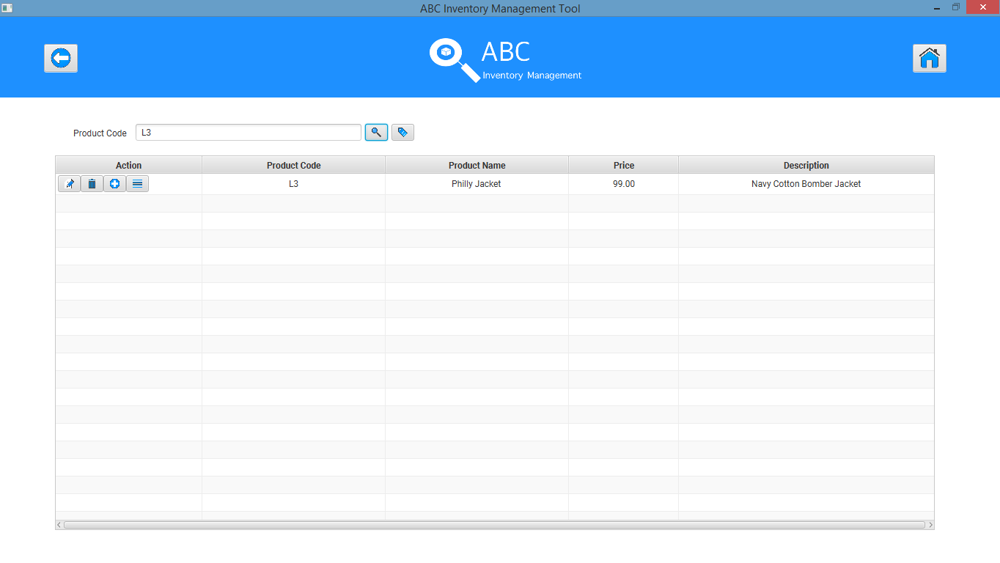 ABC Inventory Management Tool
ABC
Inventory Management
Product Code L3
Action Product Code Product Name Price Description
L3 Philly Jacket 99.00 Navy Cotton Bomber Jacket